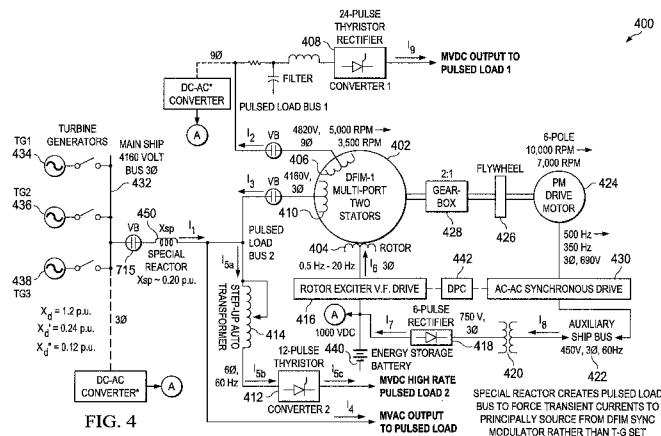 24-PULSE
THYRISTOR
RECTIFIER
408
I9
MVDC OUTPUT TO
PULSED LOAD 1
400
9Ø
FILTER
CONVERTER 1
DC-AC*
CONVERTER
PULSED LOAD BUS 1
A
TURBINE
GENERATORS
TG1
434
MAIN SHIP
4160 VOLT
BUS 3Ø
432
TG2
436
438
TG3
VB
I2
4820V,
9Ø
5,000 RPM
3,500 RPM
402
406
4160V,
3Ø
410
DFIM-1
MULTI-PORT
TWO
STATORS
I3
VB
2:1
GEAR-
BOX
428
FLYWHEEL
426
6-POLE
10,000 RPM
7,000 RPM
PM
DRIVE
MOTOR
424
VB
715
450
Xsp
I1
SPECIAL
REACTOR
Xsp ~ 0.20 p.u.
PULSED
LOAD
BUS 2
404
ROTOR
0.5 Hz - 20 Hz
I6
3Ø
500 Hz
350 Hz
3Ø, 690V
430
442
ROTOR EXCITER V.F. DRIVE
DPC
AC-AC SYNCHRONOUS DRIVE
416
I5a
STEP-UP AUTO
TRANSFORMER
414
A
1000 VDC
6-PULSE
RECTIFIER
750 V,
3Ø
I7
418
I8
420
AUXILIARY
SHIP BUS
450V, 3Ø, 60Hz
422
440
ENERGY STORAGE
BATTERY
Xd = 1.2 p.u.
Xd' = 0.24 p.u.
Xd" = 0.12 p.u.
3Ø
6Ø,
60 Hz
I5b
12-PULSE
THYRISTOR
I5c
412
CONVERTER 2
MVDC HIGH RATE
PULSED LOAD 2
I4
MVAC OUTPUT
TO PULSED LOAD
DC-AC
CONVERTER*
A
FIG. 4
SPECIAL REACTOR CREATES PULSED LOAD
BUS TO FORCE TRANSIENT CURRENTS TO
PRINCIPALLY SOURCE FROM DFIM SYNC
MODULATOR RATHER THAN T-G SET